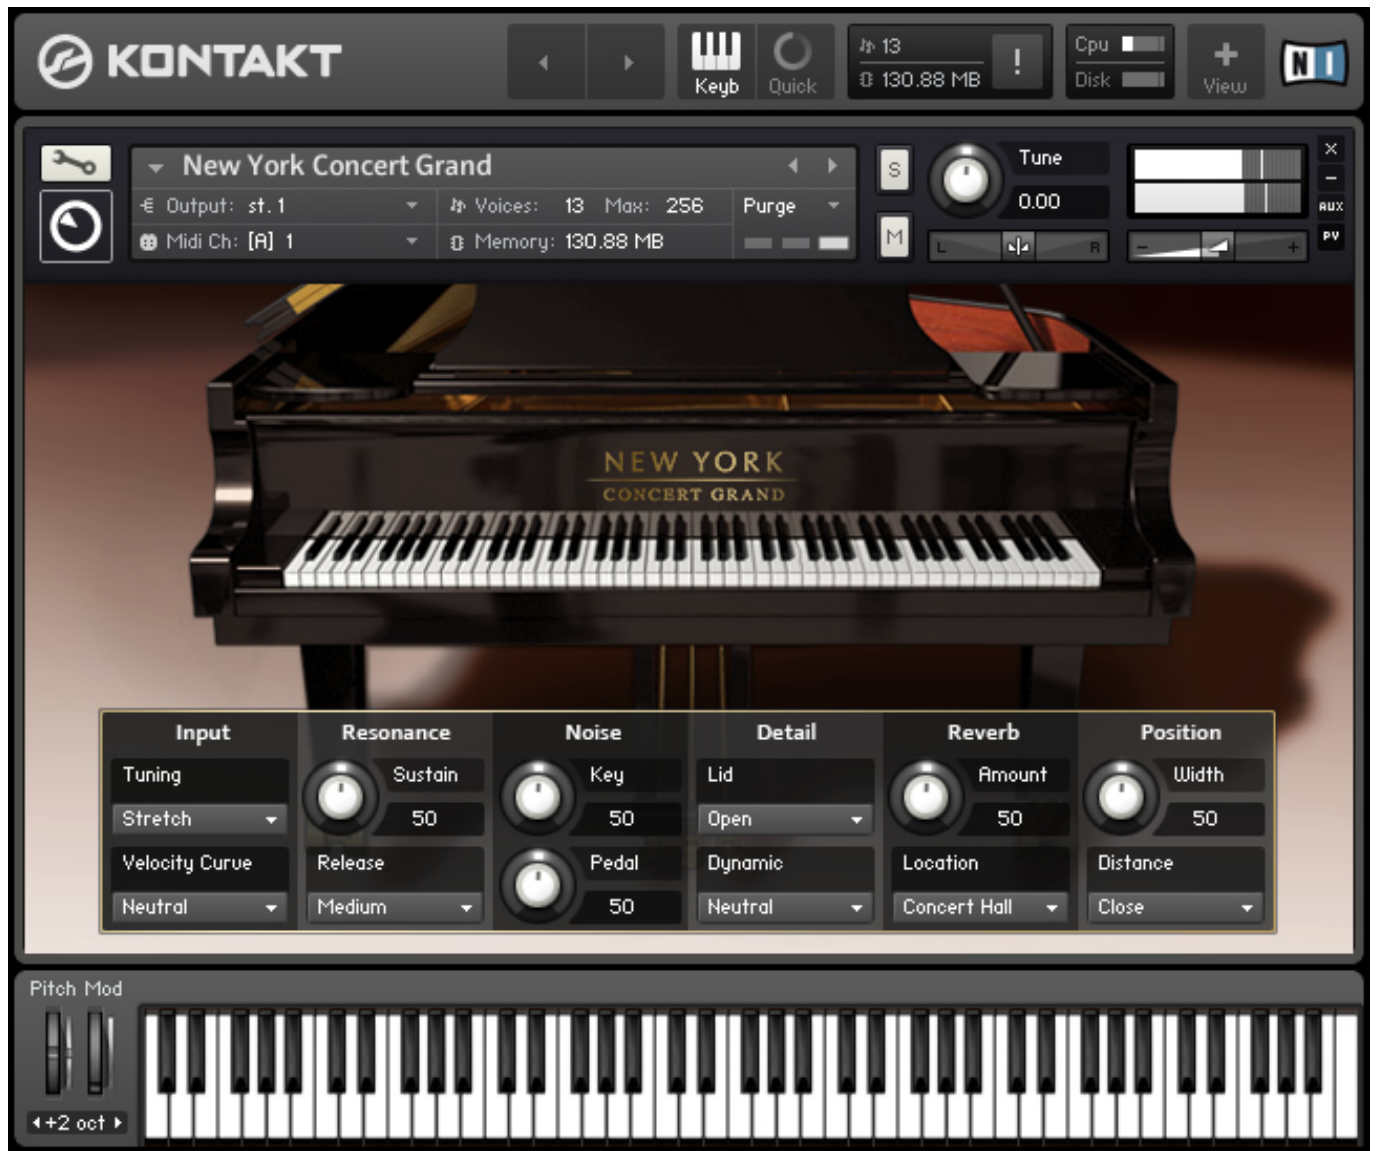 KONTAKT
Keyb
Quick
13
130.88 MB
!
Cpu
Disk
+
View
N I
New York Concert Grand
Output: st.1
Voices: 13 Max: 256
Purge
Midi Ch: [A] 1
Memory: 130.88 MB
S
M
Tune
0.00
L
R
-
+
x
-
AUX
PV
NEW YORK
CONCERT GRAND
Input
Resonance
Noise
Detail
Reverb
Position
Tuning
Sustain
Key
Lid
Amount
Width
Stretch
50
50
Open
50
50
Velocity Curve
Release
Pedal
Dynamic
Location
Distance
Neutral
Medium
50
Neutral
Concert Hall
Close
Pitch Mod
+2 oct